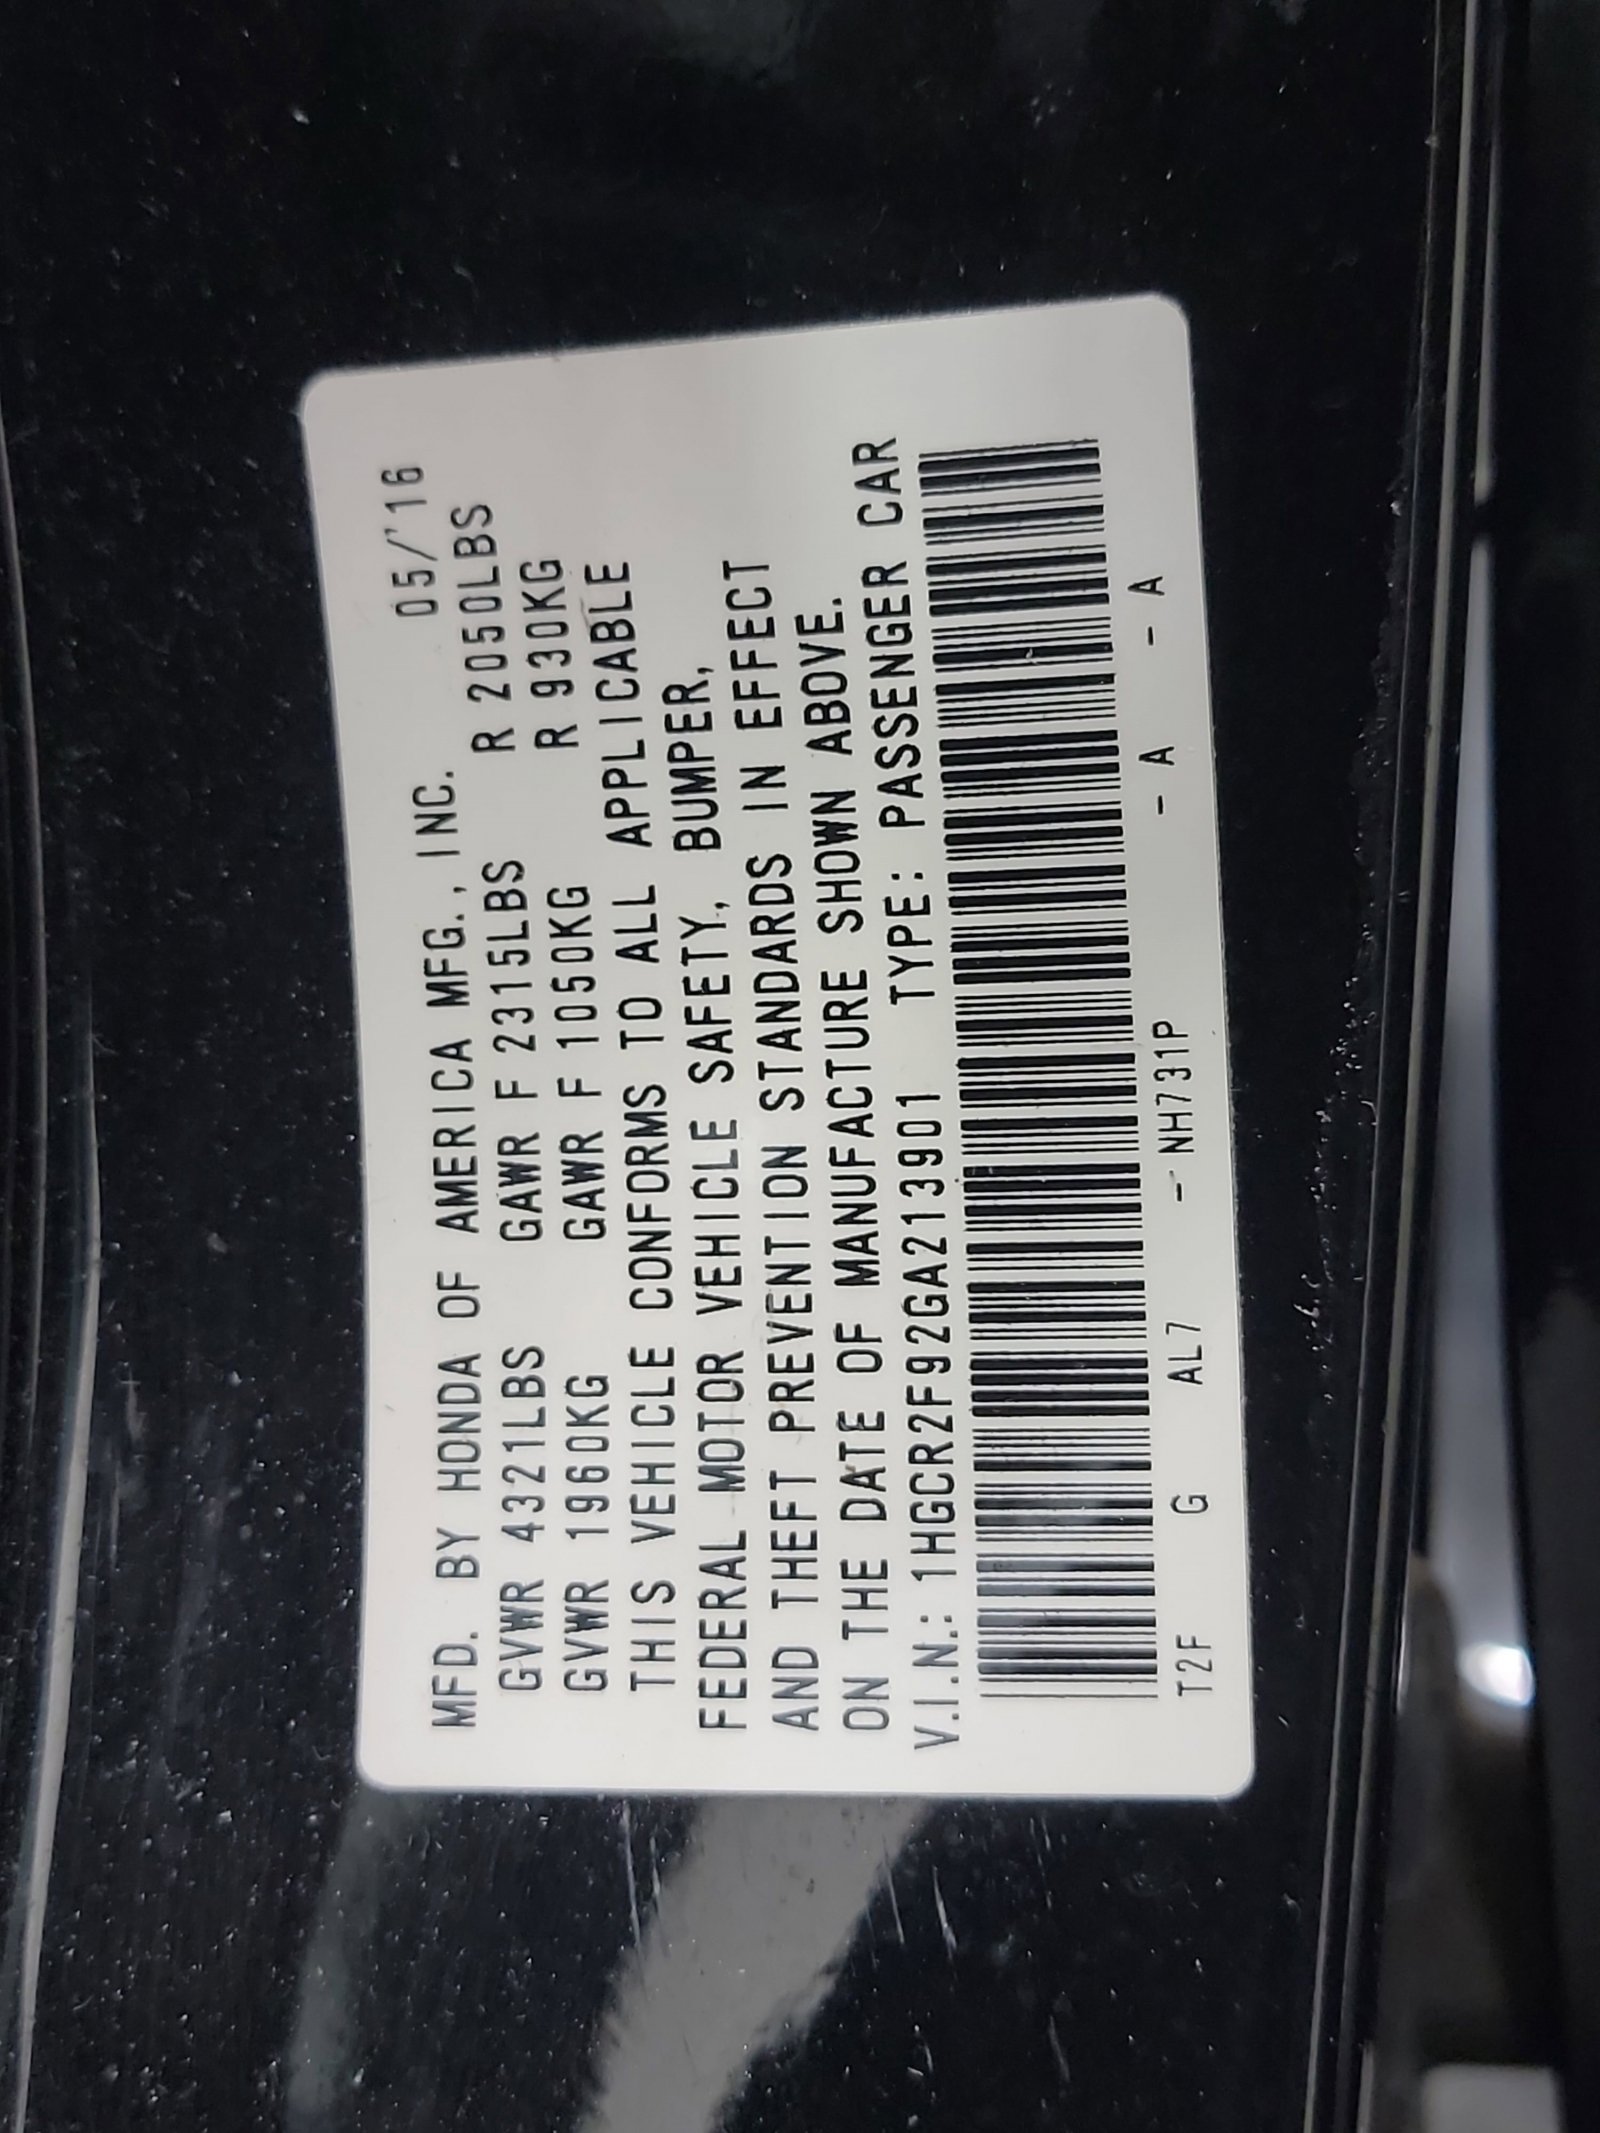 MFD. BY HONDA OF AMERICA MFG., INC. 05/'16
GVWR 4321LBS GAWR F 2315LBS R 2050LBS
GVWR 1960KG GAWR F 1050KG R 930KG
THIS VEHICLE CONFORMS TO ALL APPLICABLE
FEDERAL MOTOR VEHICLE SAFETY, BUMPER,
AND THEFT PREVENTION STANDARDS IN EFFECT
ON THE DATE OF MANUFACTURE SHOWN ABOVE.
V.I.N.: 1HGCR2F92GA213901 TYPE: PASSENGER CAR
T2F G AL7 - NH731P - A - A